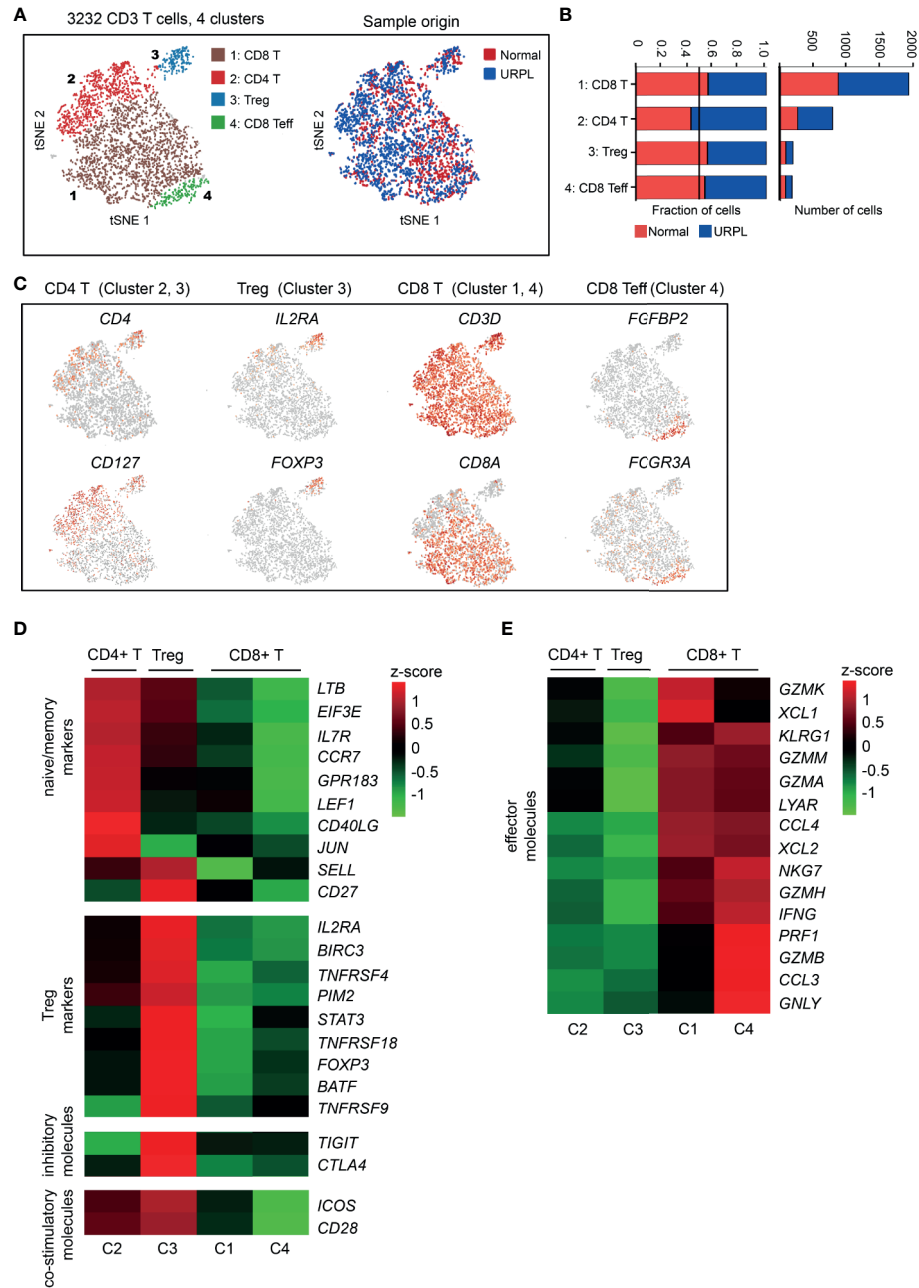 A
3232 CD3 T cells, 4 clusters
Sample origin
1: CD8 T
2: CD4 T
3: Treg
4: CD8 Teff
1
2
3
4
tSNE 2
tSNE 1
Normal
URPL
tSNE 2
tSNE 1
B
0 0.2 0.4 0.6 0.8 1.0
500 1000 1500 2000
1: CD8 T
2: CD4 T
3: Treg
4: CD8 Teff
Fraction of cells
Number of cells
Normal URPL
C
CD4 T (Cluster 2, 3)
Treg (Cluster 3)
CD8 T (Cluster 1, 4)
CD8 Teff (Cluster 4)
CD4
IL2RA
CD3D
FGFBP2
CD127
FOXP3
CD8A
FCGR3A
D
CD4+ T
Treg
CD8+ T
z-score
1
0.5
0
-0.5
-1
naive/memory
markers
LTB
EIF3E
IL7R
CCR7
GPR183
LEF1
CD40LG
JUN
SELL
CD27
Treg
markers
IL2RA
BIRC3
TNFRSF4
PIM2
STAT3
TNFRSF18
FOXP3
BATF
TNFRSF9
inhibitory
molecules
TIGIT
CTLA4
co-stimulatory
molecules
ICOS
CD28
C2 C3 C1 C4
E
CD4+ T
Treg
CD8+ T
z-score
1
0.5
0
-0.5
-1
effector
molecules
GZMK
XCL1
KLRG1
GZMM
GZMA
LYAR
CCL4
XCL2
NKG7
GZMH
IFNG
PRF1
GZMB
CCL3
GNLY
C2 C3 C1 C4